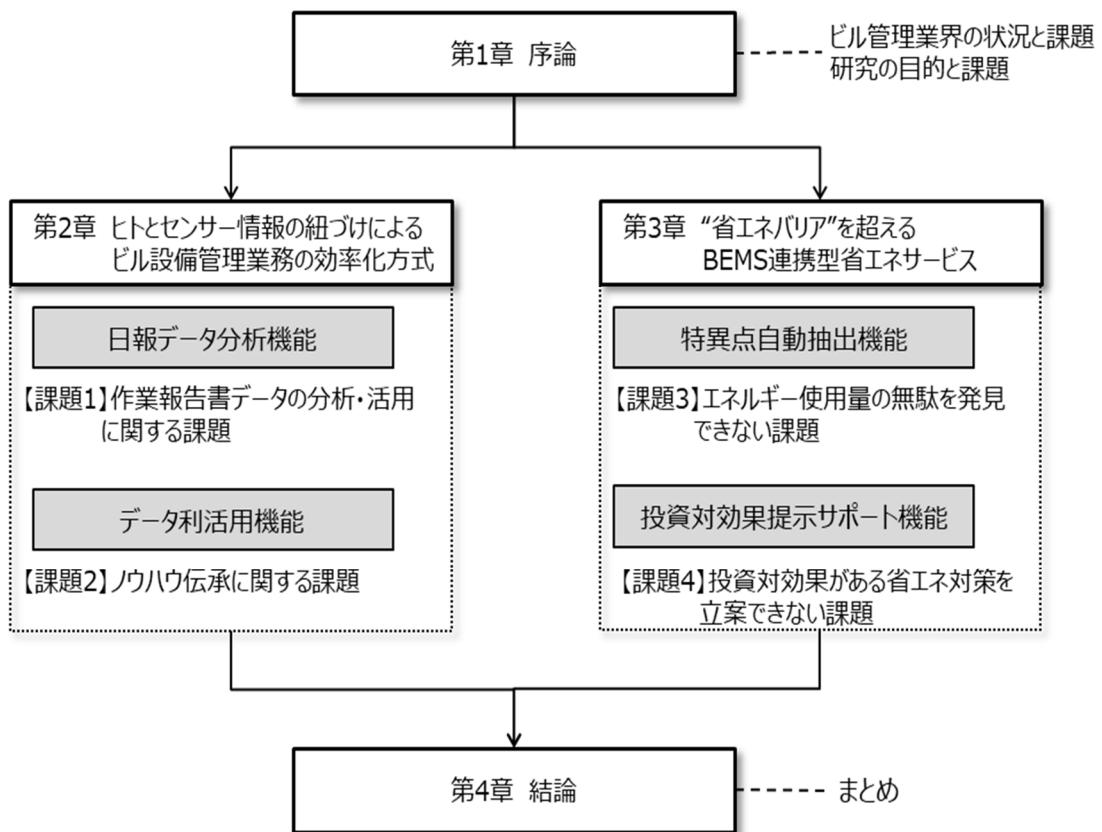 第1章 序論
ビル管理業界の状況と課題
研究の目的と課題
第2章 ヒトとセンサー情報の紐づけによる
ビル設備管理業務の効率化方式
日報データ分析機能
【課題1】作業報告書データの分析・活用
に関する課題
データ利活用機能
【課題2】ノウハウ伝承に関する課題
第3章 “省エネバリア”を超える
BEMS連携型省エネサービス
特異点自動抽出機能
【課題3】エネルギー使用量の無駄を発見
できない課題
投資対効果提示サポート機能
【課題4】投資対効果がある省エネ対策を
立案できない課題
第4章 結論
まとめ